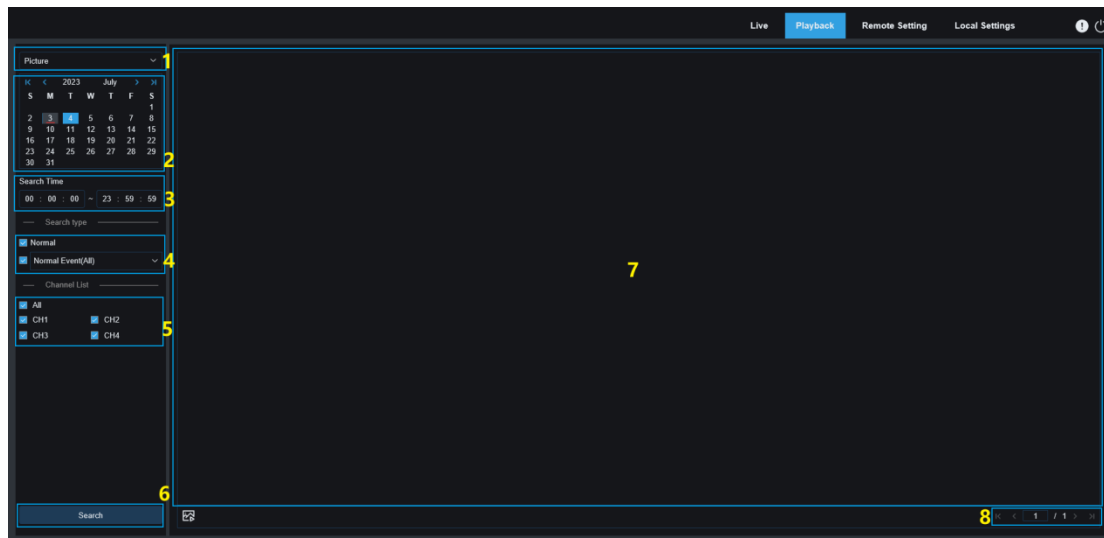 Live Playback Remote Setting Local Settings
Picture 1
2023 July
S M T W T F S
1
2 3 4 5 6 7 8
9 10 11 12 13 14 15
16 17 18 19 20 21 22
23 24 25 26 27 28 29
30 31
2
Search Time
00 : 00 : 00 ~ 23 : 59 : 59 3
Search type
Normal
Normal Event(All) 4
Channel List
All
CH1 CH2
CH3 CH4
5
6
Search
7
8 1 / 1